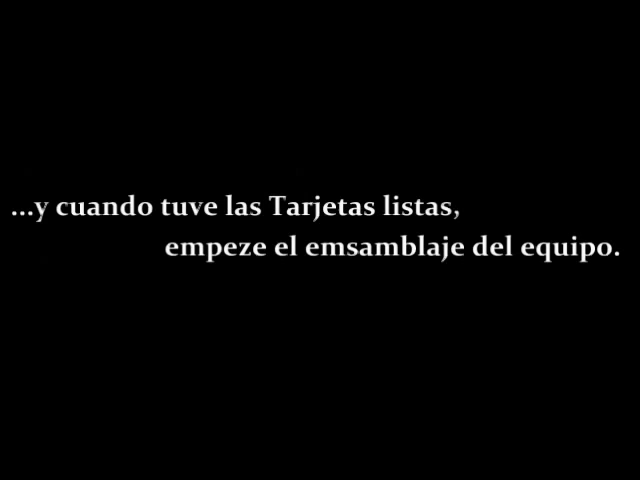 ...y cuando tuve las Tarjetas listas,
empeze el emsamblaje del equipo.